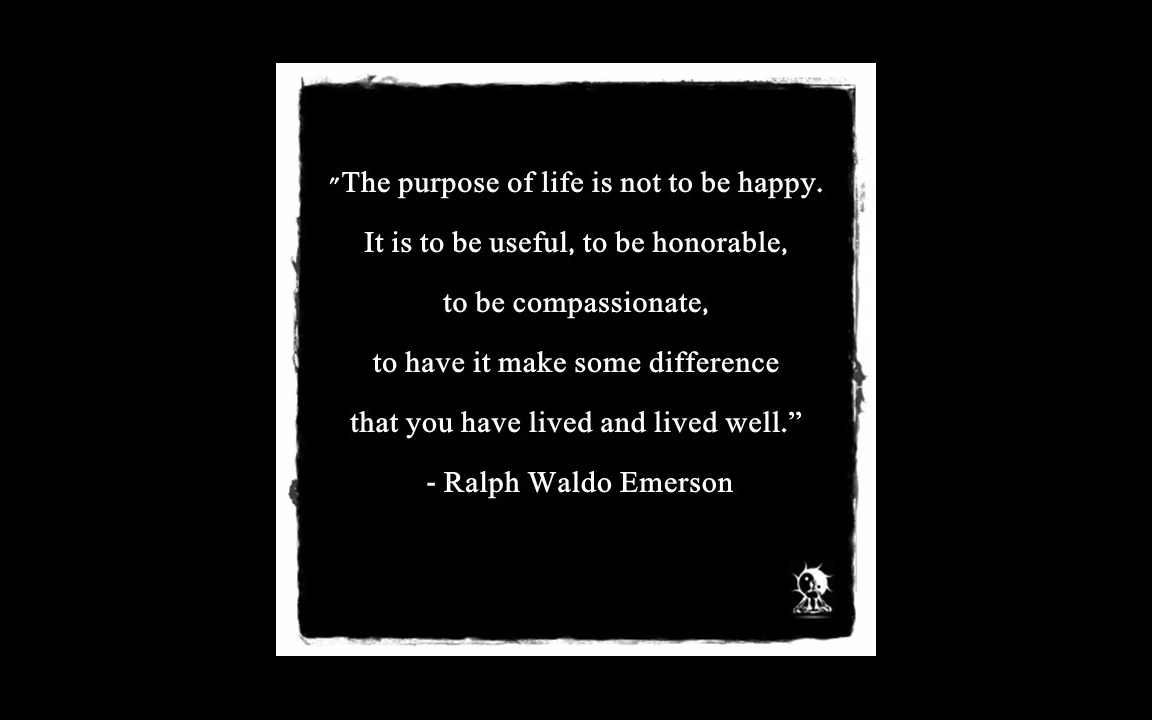 "The purpose of life is not to be happy.
It is to be useful, to be honorable,
to be compassionate,
to have it make some difference
that you have lived and lived well.”
- Ralph Waldo Emerson